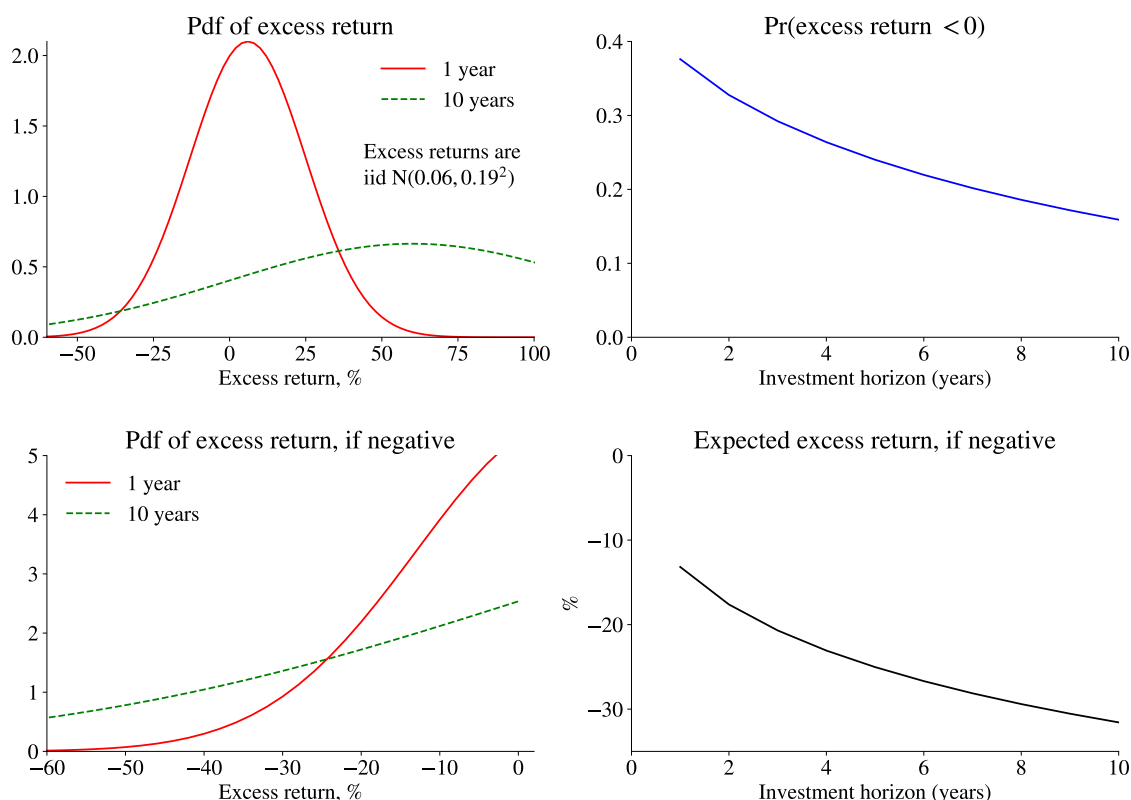 Pdf of excess return
2.0
1.5
1.0
0.5
0.0
1 year
10 years
Excess returns are
iid N(0.06, 0.19²)
−50 −25 0 25 50 75 100
Excess return, %
Pr(excess return < 0)
0.4
0.3
0.2
0.1
0.0
0 2 4 6 8 10
Investment horizon (years)
Pdf of excess return, if negative
5
4
3
2
1
0
1 year
10 years
−60 −50 −40 −30 −20 −10 0
Excess return, %
Expected excess return, if negative
0
−10
−20
−30
%
0 2 4 6 8 10
Investment horizon (years)